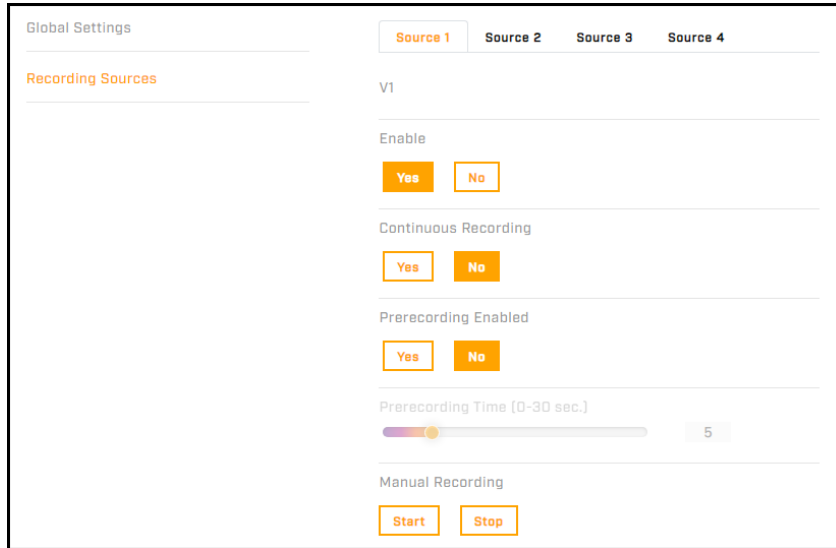 Global Settings
Recording Sources
Source 1 Source 2 Source 3 Source 4
V1
Enable
Yes No
Continuous Recording
Yes No
Prerecording Enabled
Yes No
Prerecording Time (0-30 sec.)
5
Manual Recording
Start Stop